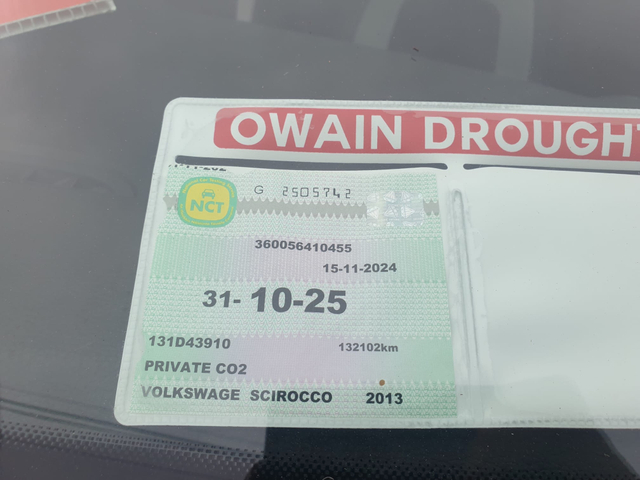 OWAIN DROUGHT
NCT
G 2505742
360056410455
15-11-2024
31- 10-25
131D43910
132102km
PRIVATE CO2
VOLKSWAGE SCIROCCO 2013